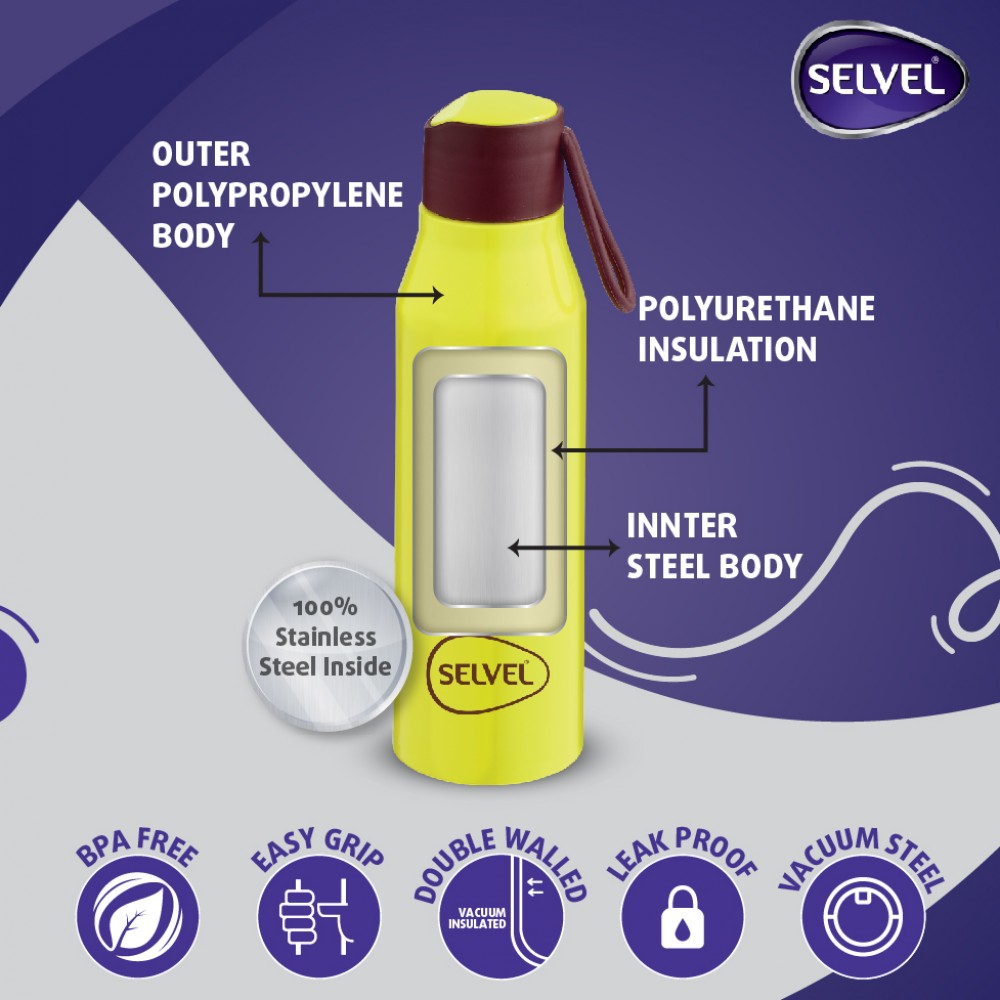 SELVEL®
OUTER
POLYPROPYLENE
BODY
POLYURETHANE
INSULATION
INNTER
STEEL BODY
100%
Stainless
Steel Inside
SELVEL
BPA FREE
EASY GRIP
DOUBLE WALLED
VACUUM
INSULATED
LEAK PROOF
VACUUM STEEL